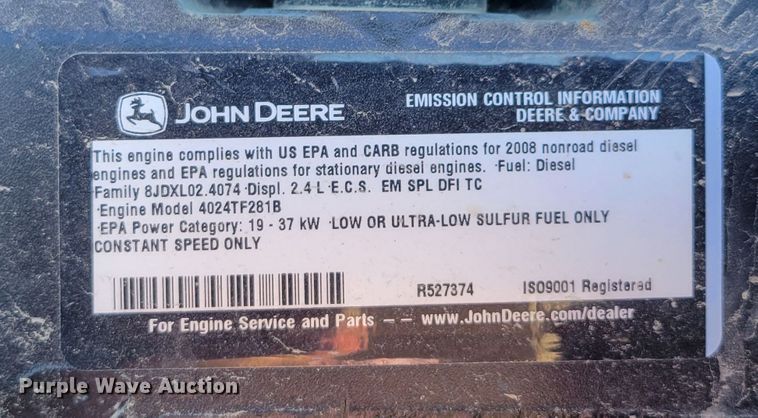 JOHN DEERE
EMISSION CONTROL INFORMATION
DEERE & COMPANY
This engine complies with US EPA and CARB regulations for 2008 nonroad diesel
engines and EPA regulations for stationary diesel engines. ·Fuel: Diesel
·Family 8JDXL02.4074 ·Displ. 2.4 L ·E.C.S. EM SPL DFI TC
·Engine Model 4024TF281B
·EPA Power Category: 19 - 37 kW ·LOW OR ULTRA-LOW SULFUR FUEL ONLY
CONSTANT SPEED ONLY
R527374 ISO9001 Registered
For Engine Service and Parts – – www.JohnDeere.com/dealer
Purple Wave Auction